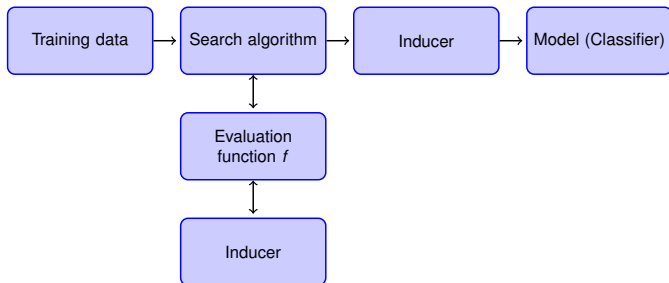 Training data
Search algorithm
Inducer
Model (Classifier)
Evaluation
function f
Inducer